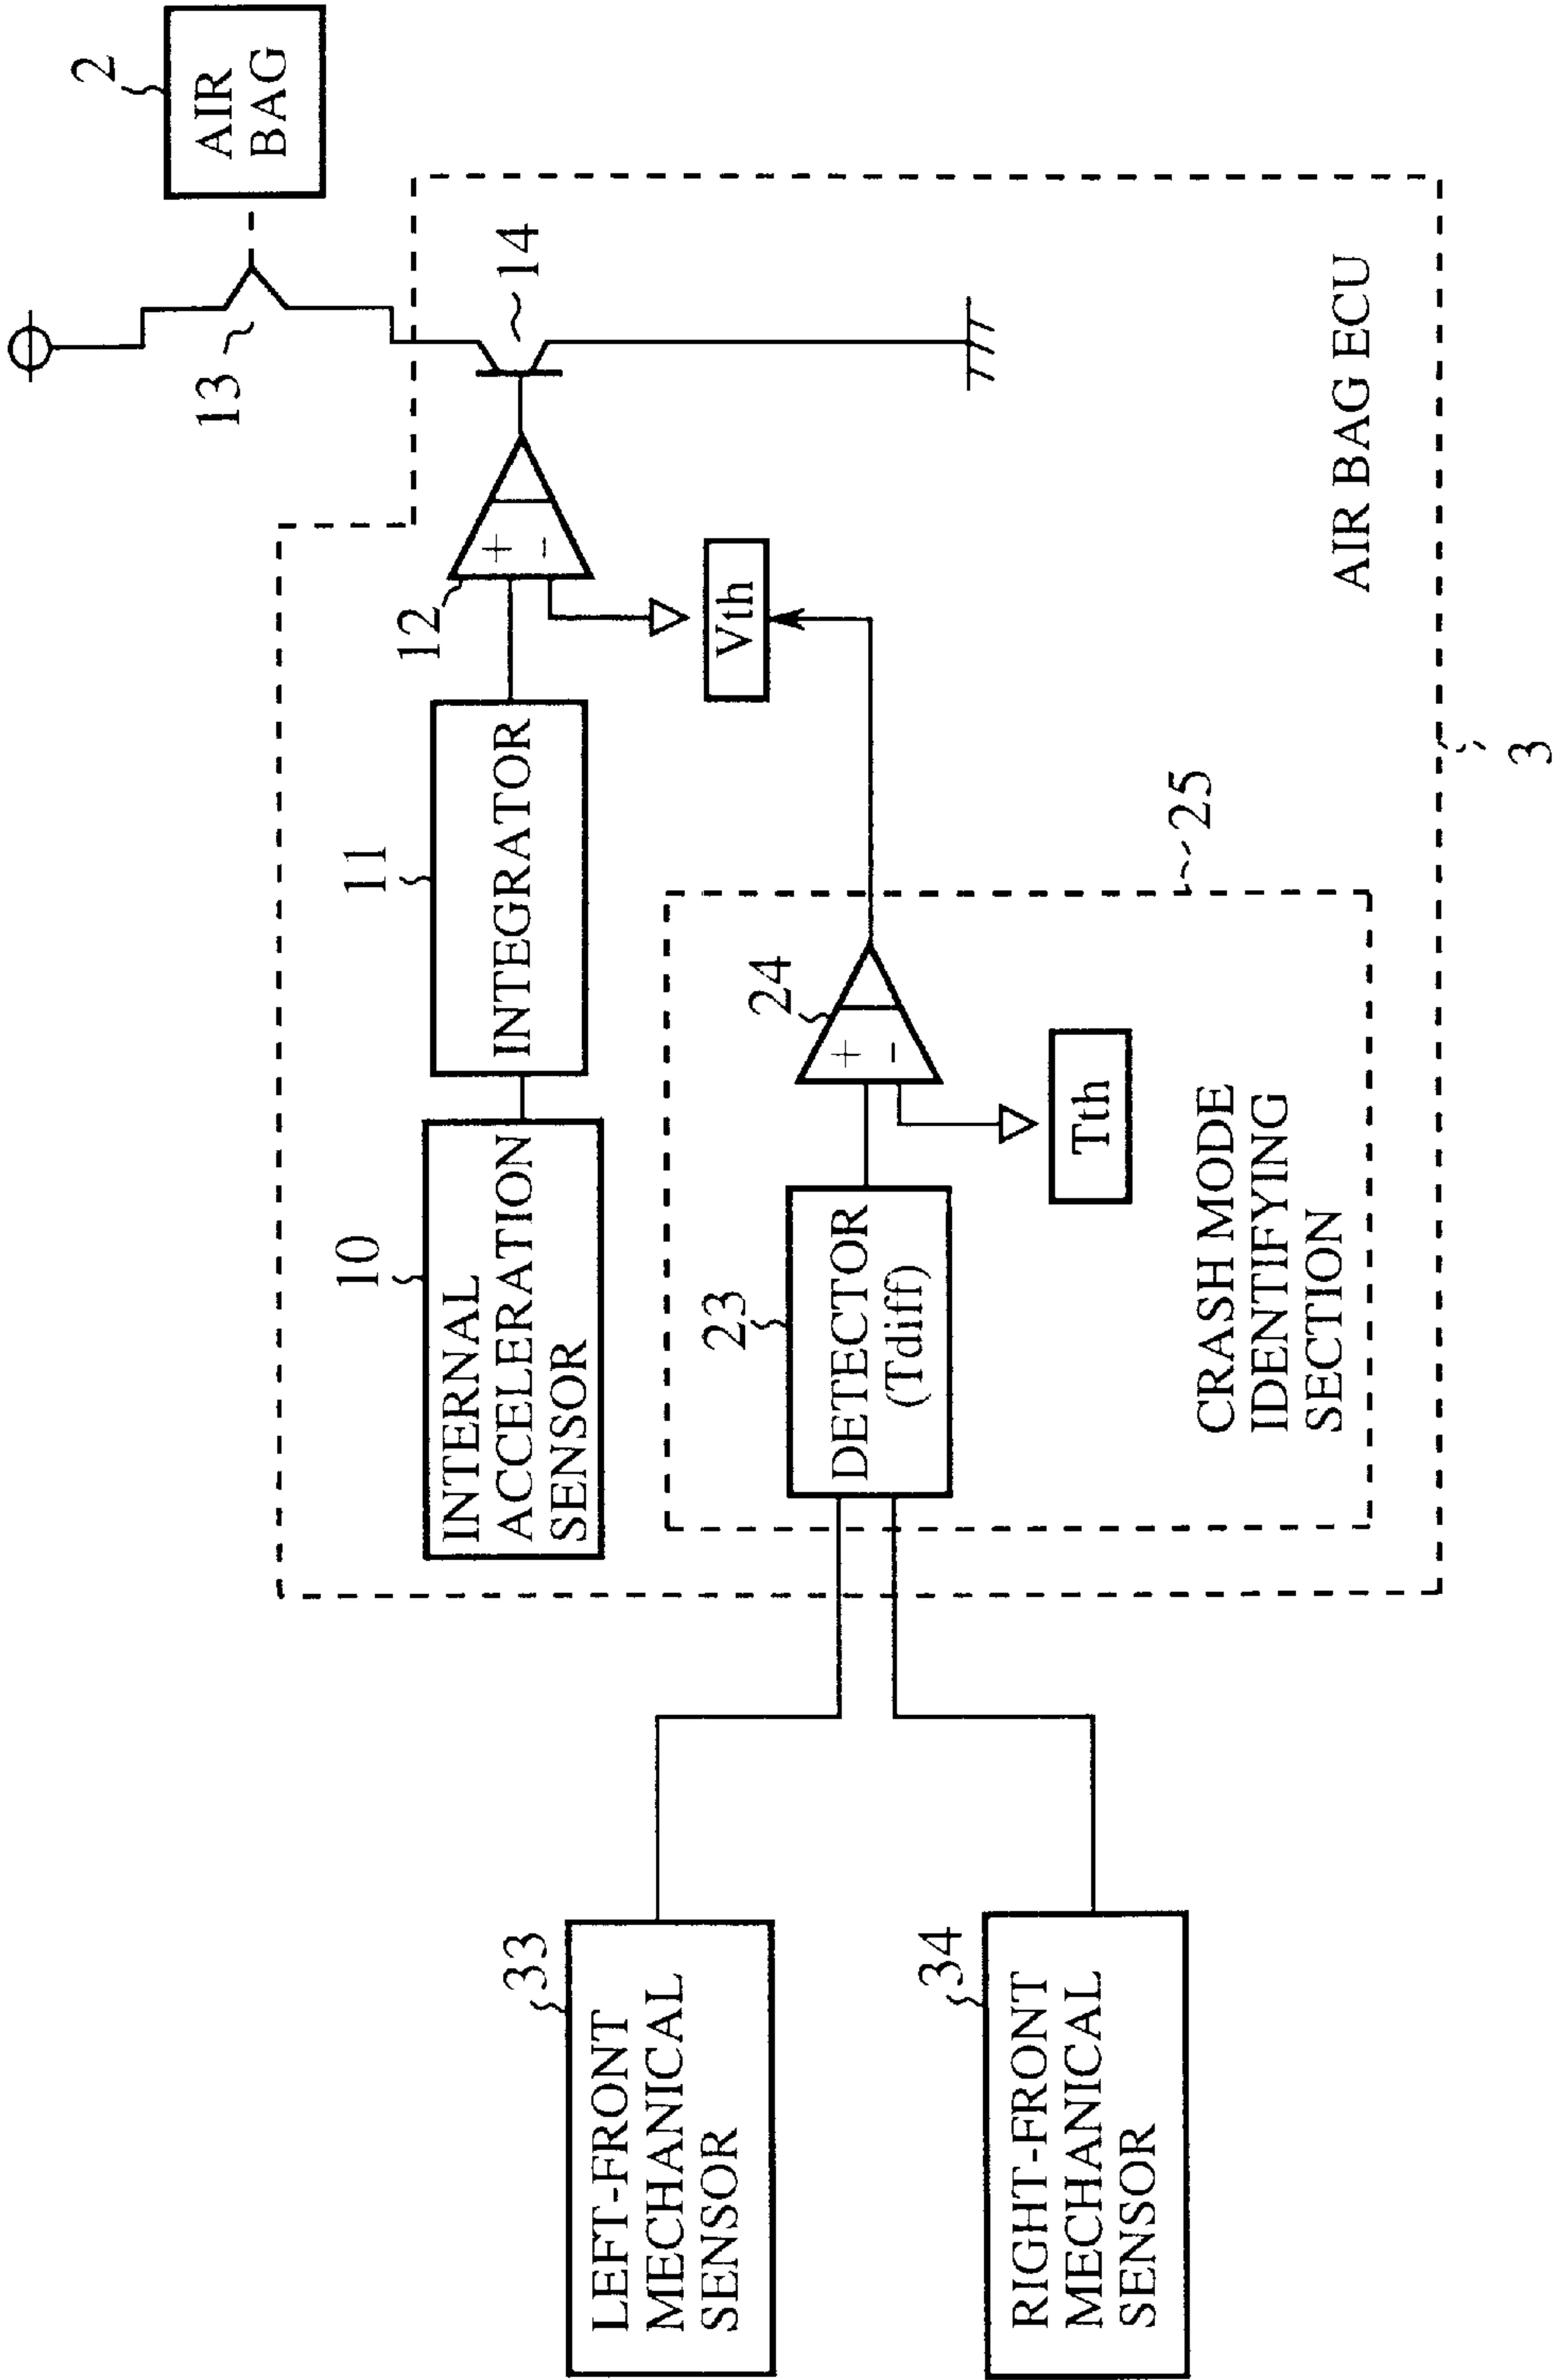 2
AIR
BAG
13
14
12
11
INTEGRATOR
10
INTERNAL
ACCELERATION
SENSOR
+
-
Vth
33
LEFT-FRONT
MECHANICAL
SENSOR
34
RIGHT-FRONT
MECHANICAL
SENSOR
23
DETECTOR
(Tdiff)
24
+
-
Tth
25
CRASH MODE
IDENTIFYING
SECTION
AIR BAG ECU
3